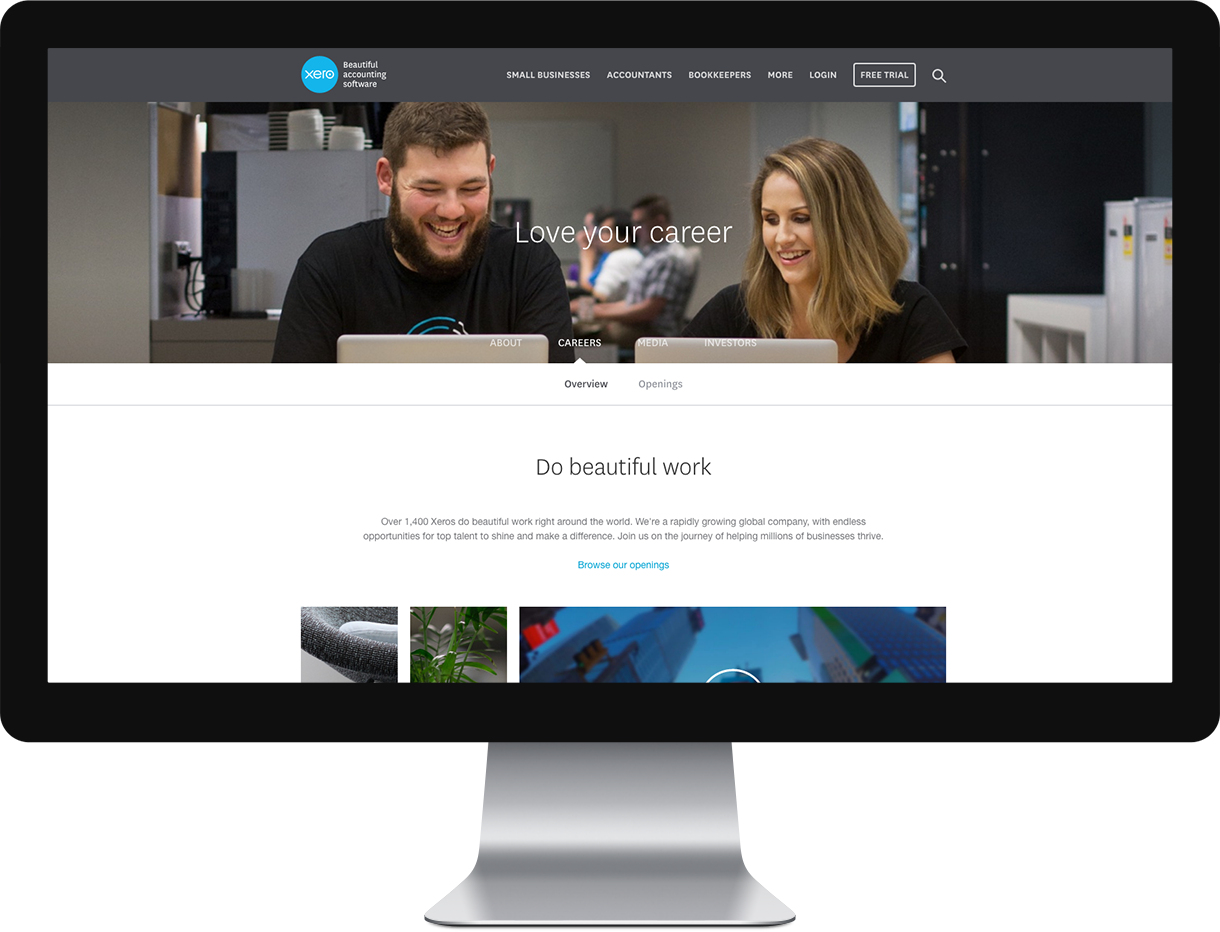 xero
Beautiful
accounting
software
SMALL BUSINESSES ACCOUNTANTS BOOKKEEPERS MORE LOGIN FREE TRIAL
Love your career
ABOUT CAREERS MEDIA INVESTORS
Overview Openings
Do beautiful work
Over 1,400 Xeros do beautiful work right around the world. We're a rapidly growing global company, with endless
opportunities for top talent to shine and make a difference. Join us on the journey of helping millions of businesses thrive.
Browse our openings